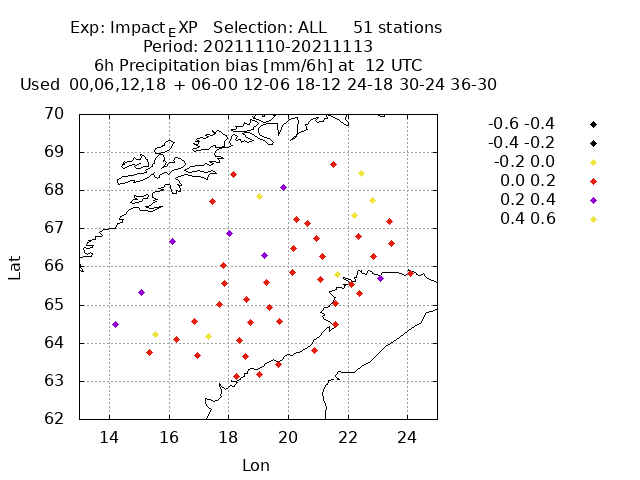 Exp: Impact_EXP Selection: ALL 51 stations
Period: 20211110-20211113
6h Precipitation bias [mm/6h] at 12 UTC
Used 00,06,12,18 + 06-00 12-06 18-12 24-18 30-24 36-30
-0.6 -0.4
-0.4 -0.2
-0.2 0.0
0.0 0.2
0.2 0.4
0.4 0.6
70
69
68
67
66
65
64
63
62
Lat
14 16 18 20 22 24
Lon